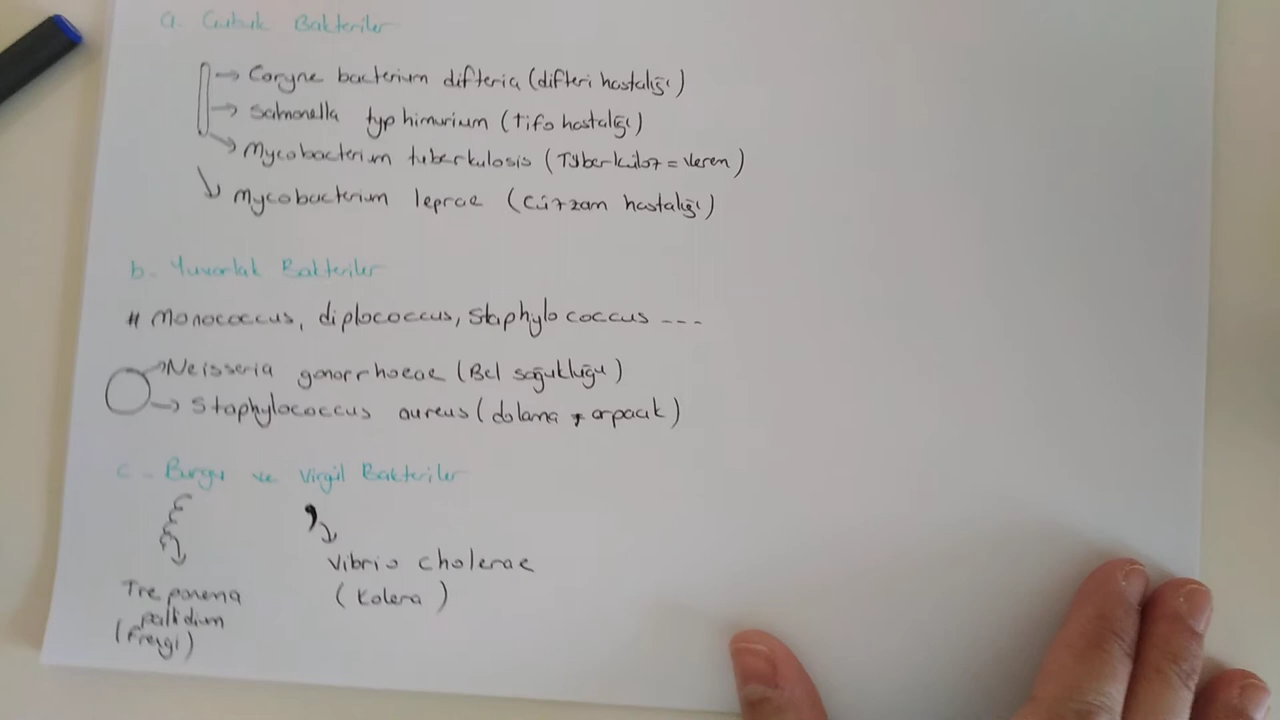 a. Cubuk Bakteriler
→ Coryne bacterium difteria (difteri hastalığı)
→ Salmonella typhimurium (Tifo hastalığı)
→ Mycobacterium tuberkulosis (Tüberküloz = Verem)
Mycobacterium leprae (Cüzzam hastalığı)
b. Yuvarlak Bakteriler
# Monococcus, diplococcus, Staphylococcus ---
Neisseria gonorrhoeae (Bel soğukluğu)
→ Staphylococcus aureus (dolama, arpacık)
c. Burgu ve Virgül Bakteriler
Vibrio cholerae
(Kolera)
Treponema
pallidium
(Frengi)